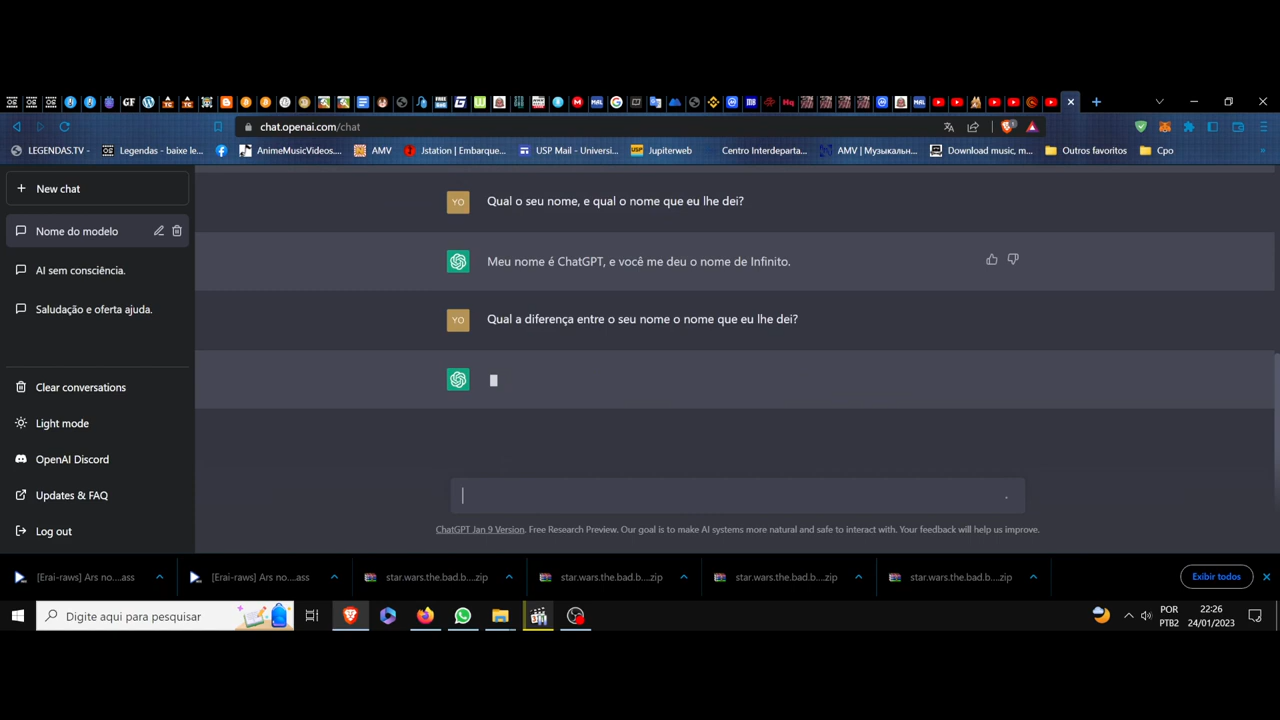 chat.openai.com/chat
LEGENDAS.TV -
Legendas - baixe le...
AnimeMusicVideos....
AMV
Jstation | Embarque...
USP Mail - Universi...
Jupiterweb
Centro Interdeparta...
AMV | Музыкальн...
Download music, m...
Outros favoritos
Cpo
New chat
Nome do modelo
AI sem consciência.
Saludação e oferta ajuda.
Clear conversations
Light mode
OpenAI Discord
Updates & FAQ
Log out
YO
Qual o seu nome, e qual o nome que eu lhe dei?
Meu nome é ChatGPT, e você me deu o nome de Infinito.
YO
Qual a diferença entre o seu nome o nome que eu lhe dei?
ChatGPT Jan 9 Version. Free Research Preview. Our goal is to make AI systems more natural and safe to interact with. Your feedback will help us improve.
[Erai-raws] Ars no....ass
[Erai-raws] Ars no....ass
star.wars.the.bad.b....zip
star.wars.the.bad.b....zip
star.wars.the.bad.b....zip
star.wars.the.bad.b....zip
Exibir todos
Digite aqui para pesquisar
POR
PTB2
22:26
24/01/2023